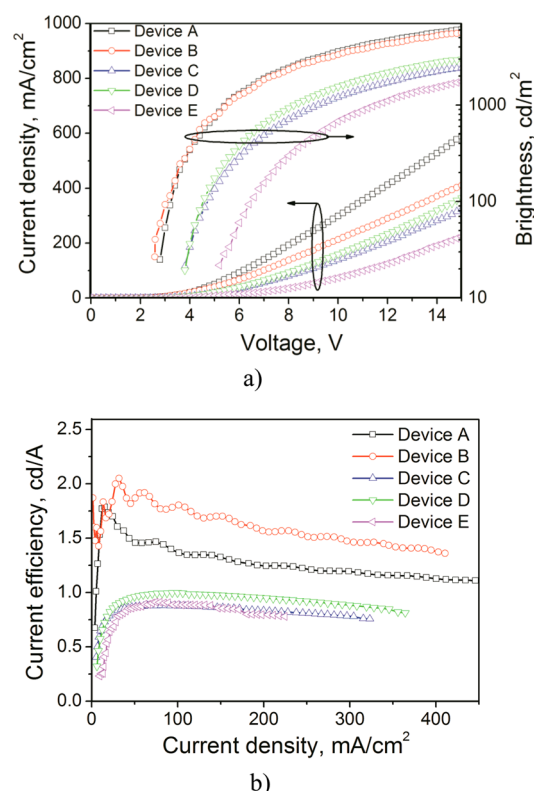 1000
800
600
400
200
0
Current density, mA/cm²
Device A
Device B
Device C
Device D
Device E
1000
100
10
Brightness, cd/m²
0 2 4 6 8 10 12 14
Voltage, V
a)
2.5
2.0
1.5
1.0
0.5
0.0
Current efficiency, cd/A
Device A
Device B
Device C
Device D
Device E
0 100 200 300 400
Current density, mA/cm²
b)